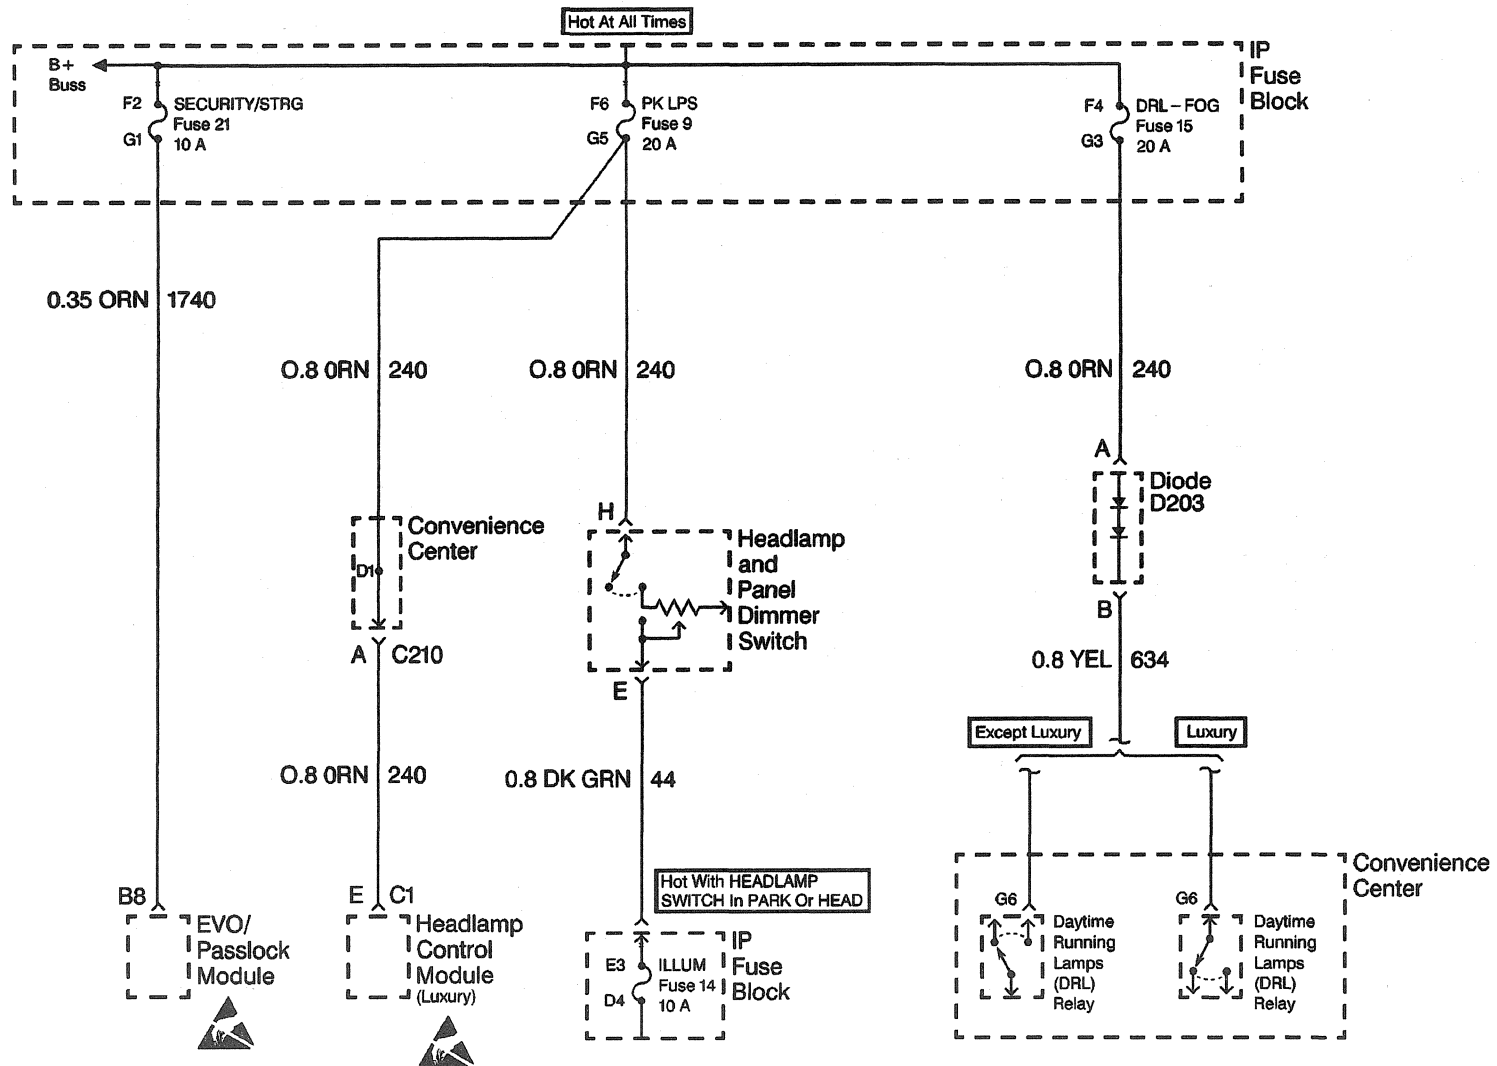 Hot At All Times
B+
Buss
F2
SECURITY/STRG
Fuse 21
10 A
G1
F6
PK LPS
Fuse 9
20 A
G5
F4
DRL-FOG
Fuse 15
20 A
G3
IP
Fuse
Block
0.35 ORN 1740
0.8 0RN 240
0.8 0RN 240
0.8 0RN 240
D1
Convenience
Center
A C210
H
Headlamp
and
Panel
Dimmer
Switch
E
A
Diode
D203
B
0.8 YEL 634
Except Luxury
Luxury
0.8 0RN 240
0.8 DK GRN 44
Hot With HEADLAMP
SWITCH In PARK Or HEAD
B8
EVO/
Passlock
Module
E C1
Headlamp
Control
Module
(Luxury)
E3
ILLUM
Fuse 14
10 A
D4
IP
Fuse
Block
Convenience
Center
G6
Daytime
Running
Lamps
(DRL)
Relay
G6
Daytime
Running
Lamps
(DRL)
Relay